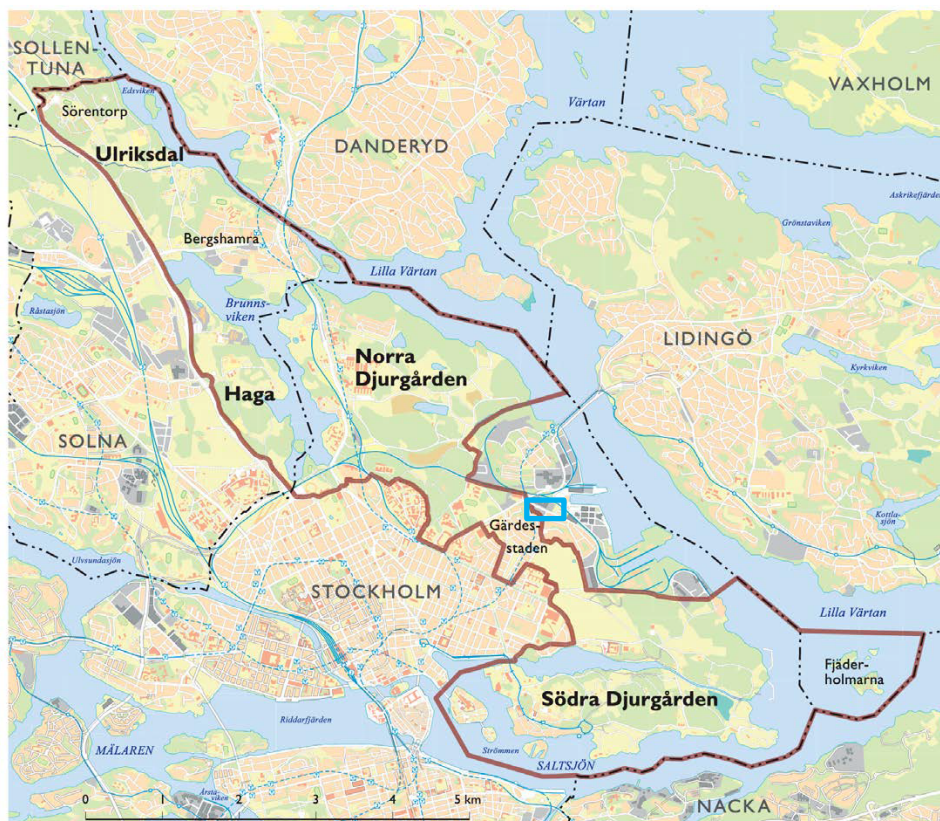 SOLLEN-
TUNA
Edsviken
Sörentorp
VAXHOLM
Värtan
Ulriksdal
DANDERYD
Askrikefjärden
Grönstaviken
Bergshamra
Lilla Värtan
Brunns-
viken
Råstasjön
LIDINGÖ
Norra
Djurgården
Kyrkviken
Haga
SOLNA
Kottla-
sjön
Gärdes-
staden
Ulvsundasjön
STOCKHOLM
Lilla Värtan
Fjäder-
holmarna
Södra Djurgården
Riddarfjärden
MÄLAREN
Strömmen
SALTSJÖN
Årsta-
viken
0 1 2 3 5 km
NACKA